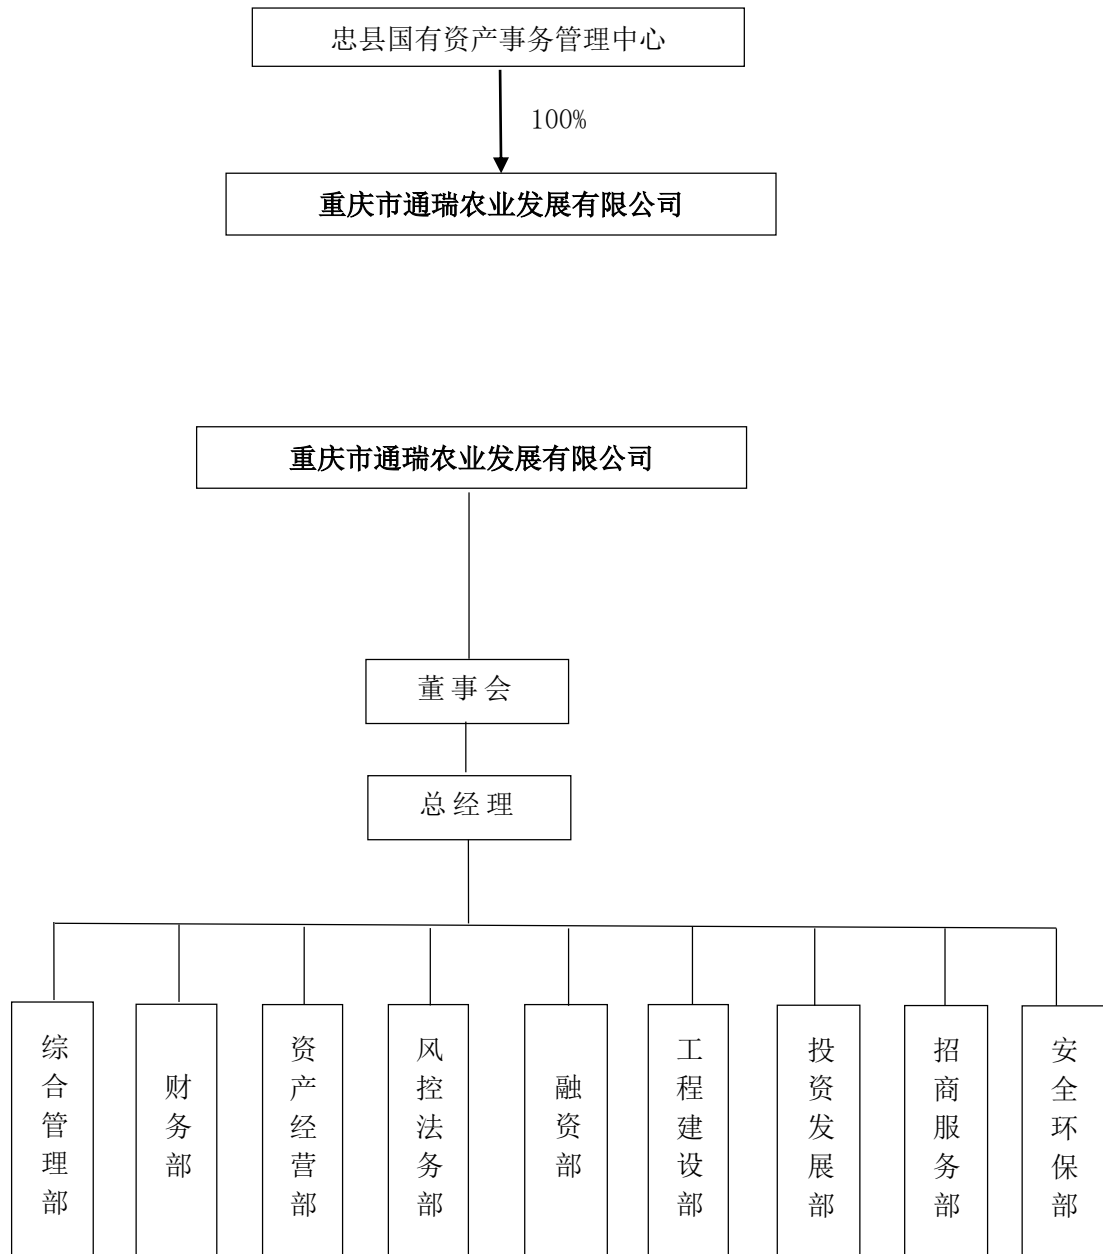 忠县国有资产事务管理中心
100%
重庆市通瑞农业发展有限公司
重庆市通瑞农业发展有限公司
董事会
总经理
综合管理部
财务部
资产经营部
风控法务部
融资部
工程建设部
投资发展部
招商服务部
安全环保部